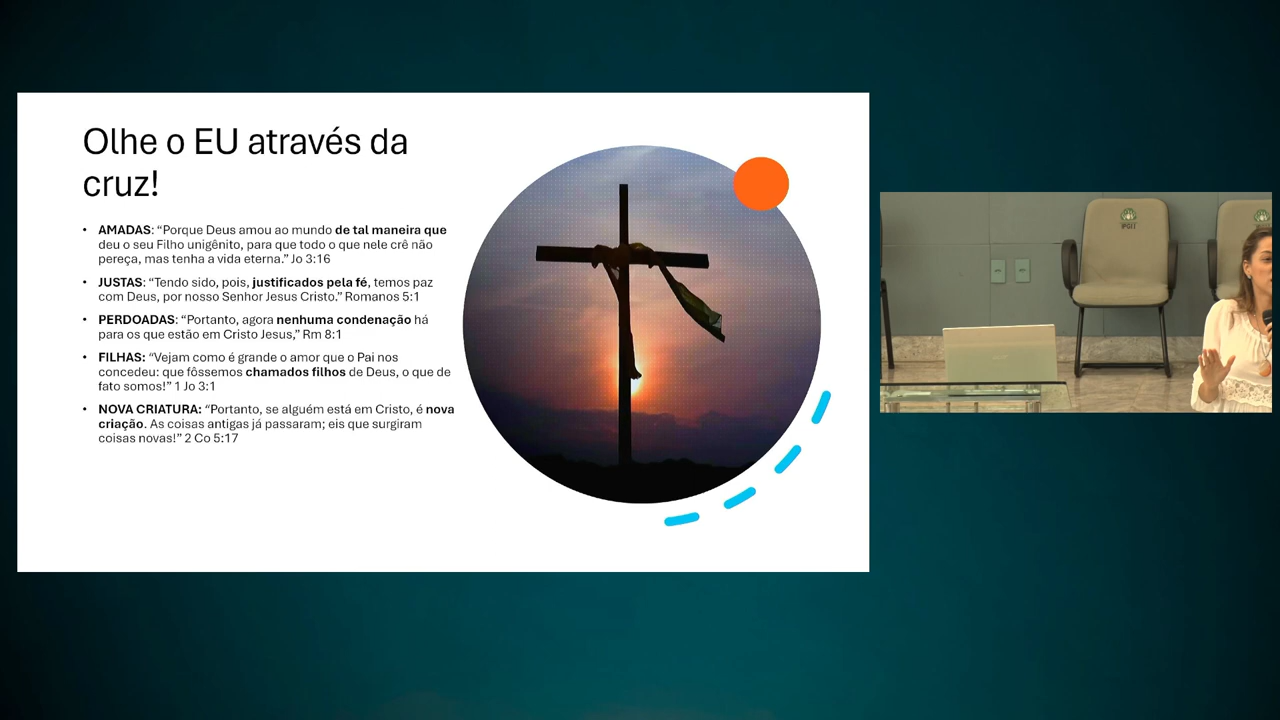 Olhe o EU através da
cruz!
• AMADAS: “Porque Deus amou ao mundo de tal maneira que
deu o seu Filho unigênito, para que todo o que nele crê não
pereça, mas tenha a vida eterna.” Jo 3:16
• JUSTAS: “Tendo sido, pois, justificados pela fé, temos paz
com Deus, por nosso Senhor Jesus Cristo.” Romanos 5:1
• PERDOADAS: “Portanto, agora nenhuma condenação há
para os que estão em Cristo Jesus,” Rm 8:1
• FILHAS: “Vejam como é grande o amor que o Pai nos
concedeu: que fôssemos chamados filhos de Deus, o que de
fato somos!” 1 Jo 3:1
• NOVA CRIATURA: “Portanto, se alguém está em Cristo, é nova
criação. As coisas antigas já passaram; eis que surgiram
coisas novas!” 2 Co 5:17